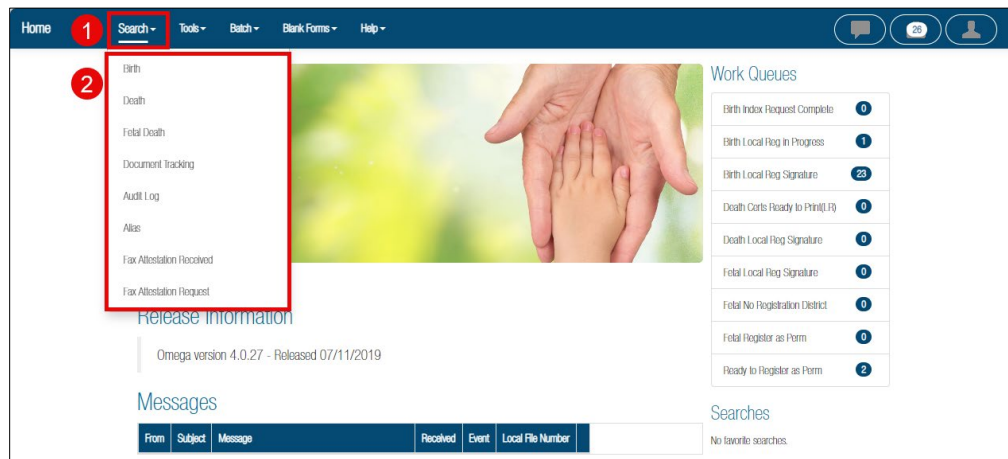 Home 1 Search Tools Batch Blank Forms Help 26
2
Birth
Death
Fetal Death
Document Tracking
Audit Log
Alias
Fax Attestation Received
Fax Attestation Request
Release Information
Omega version 4.0.27 - Released 07/11/2019
Messages
From Subject Message Received Event Local File Number
Work Queues
Birth Index Request Complete 0
Birth Local Reg In Progress 1
Birth Local Reg Signature 23
Death Certs Ready to Print(LR) 0
Death Local Reg Signature 0
Fetal Local Reg Signature 0
Fetal No Registration District 0
Fetal Register as Perm 0
Ready to Register as Perm 2
Searches
No favorite searches.